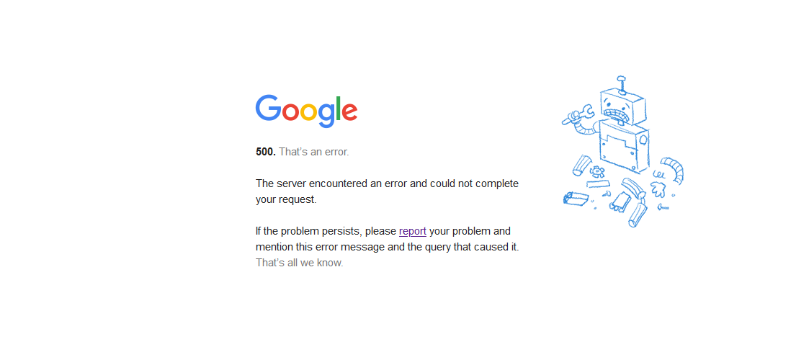 Google
500. That's an error.
The server encountered an error and could not complete
your request.
If the problem persists, please report your problem and
mention this error message and the query that caused it.
That's all we know.